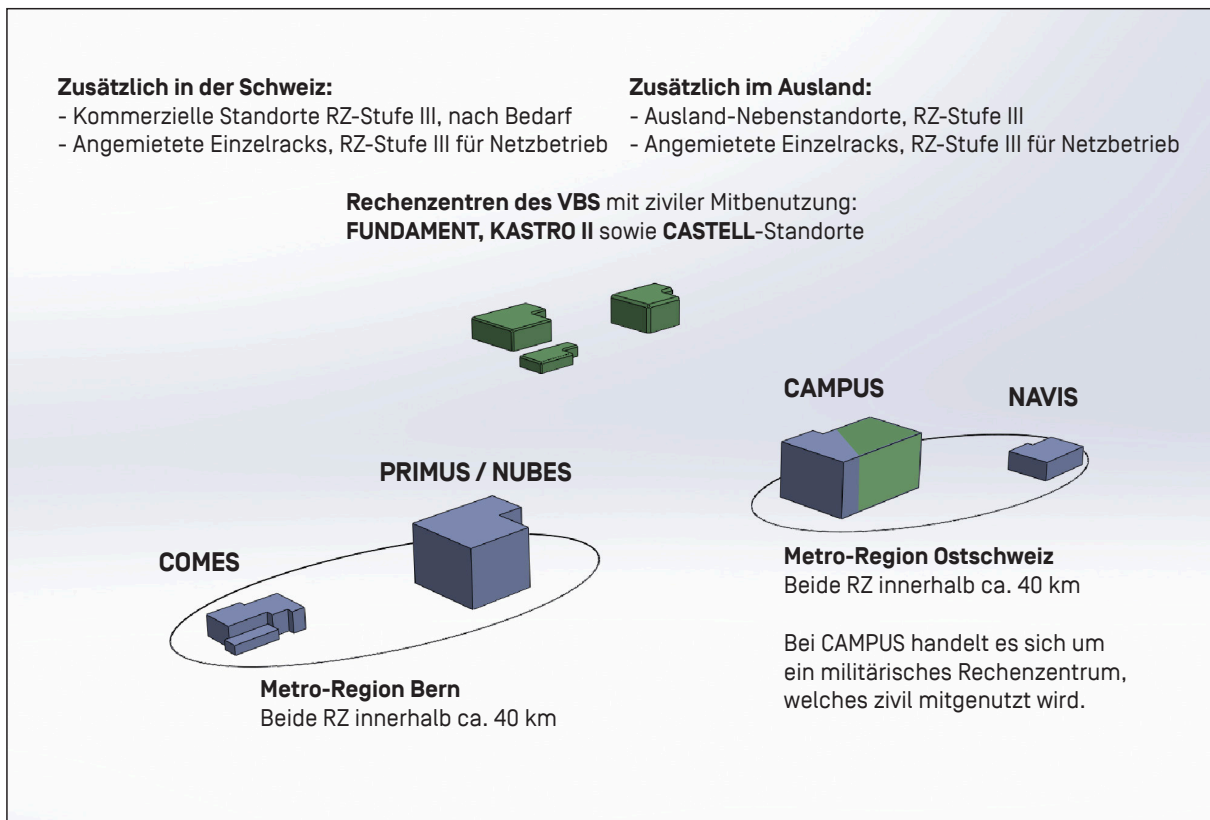 Zusätzlich in der Schweiz:
- Kommerzielle Standorte RZ-Stufe III, nach Bedarf
- Angemietete Einzelracks, RZ-Stufe III für Netzbetrieb
Zusätzlich im Ausland:
- Ausland-Nebenstandorte, RZ-Stufe III
- Angemietete Einzelracks, RZ-Stufe III für Netzbetrieb
Rechenzentren des VBS mit ziviler Mitbenutzung:
FUNDAMENT, KASTRO II sowie CASTELL-Standorte
CAMPUS
NAVIS
PRIMUS / NUBES
COMES
Metro-Region Ostschweiz
Beide RZ innerhalb ca. 40 km
Bei CAMPUS handelt es sich um
ein militärisches Rechenzentrum,
welches zivil mitgenutzt wird.
Metro-Region Bern
Beide RZ innerhalb ca. 40 km